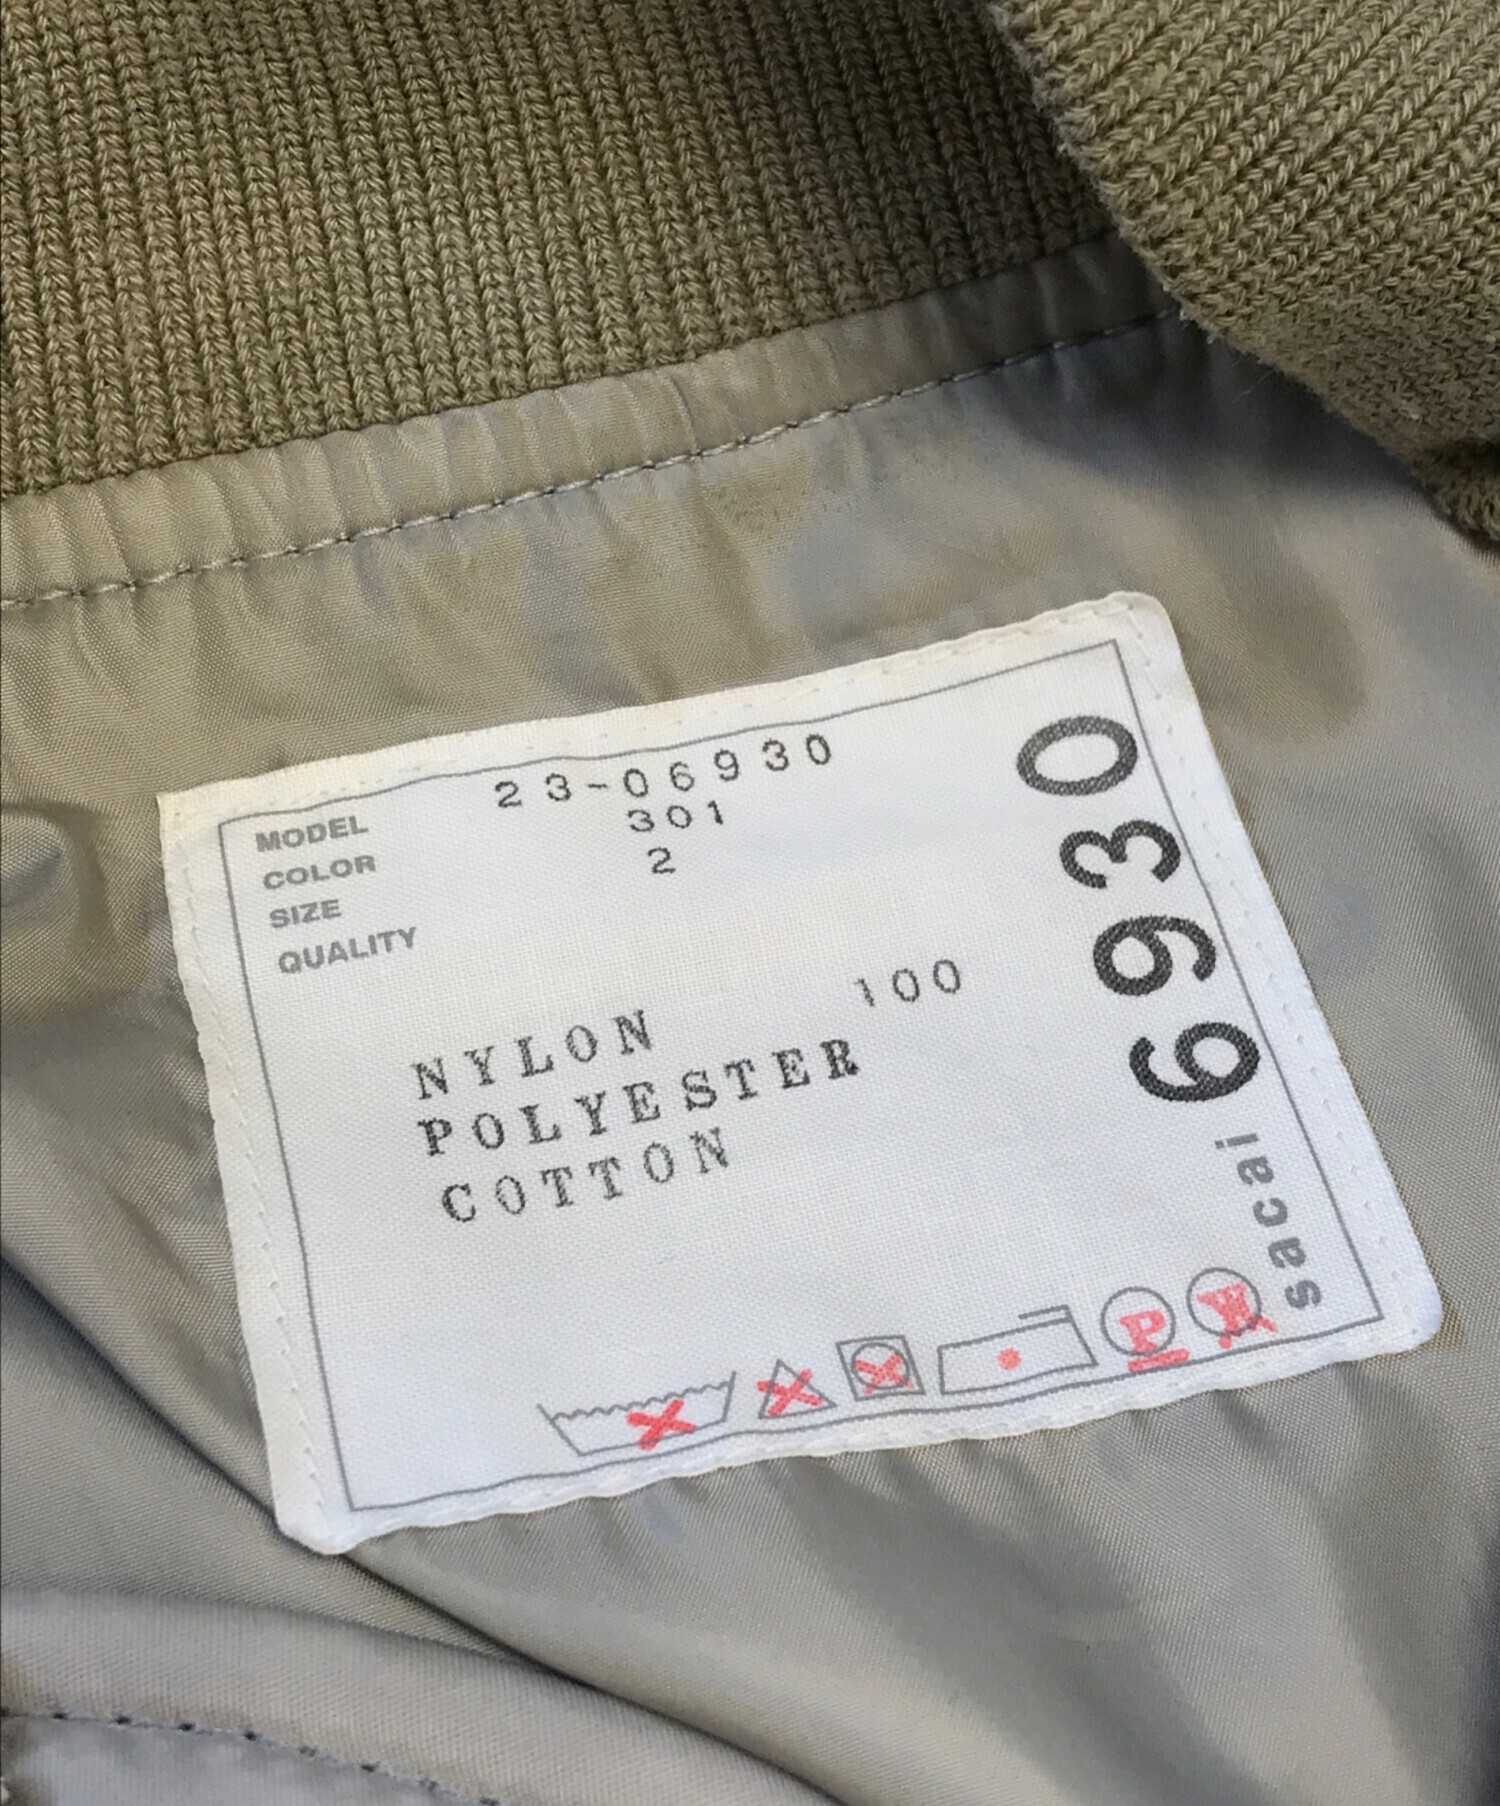 MODEL 23-06930
COLOR 301
SIZE 2
QUALITY
NYLON 100
POLYESTER
COTTON
sacai 6930
P
W